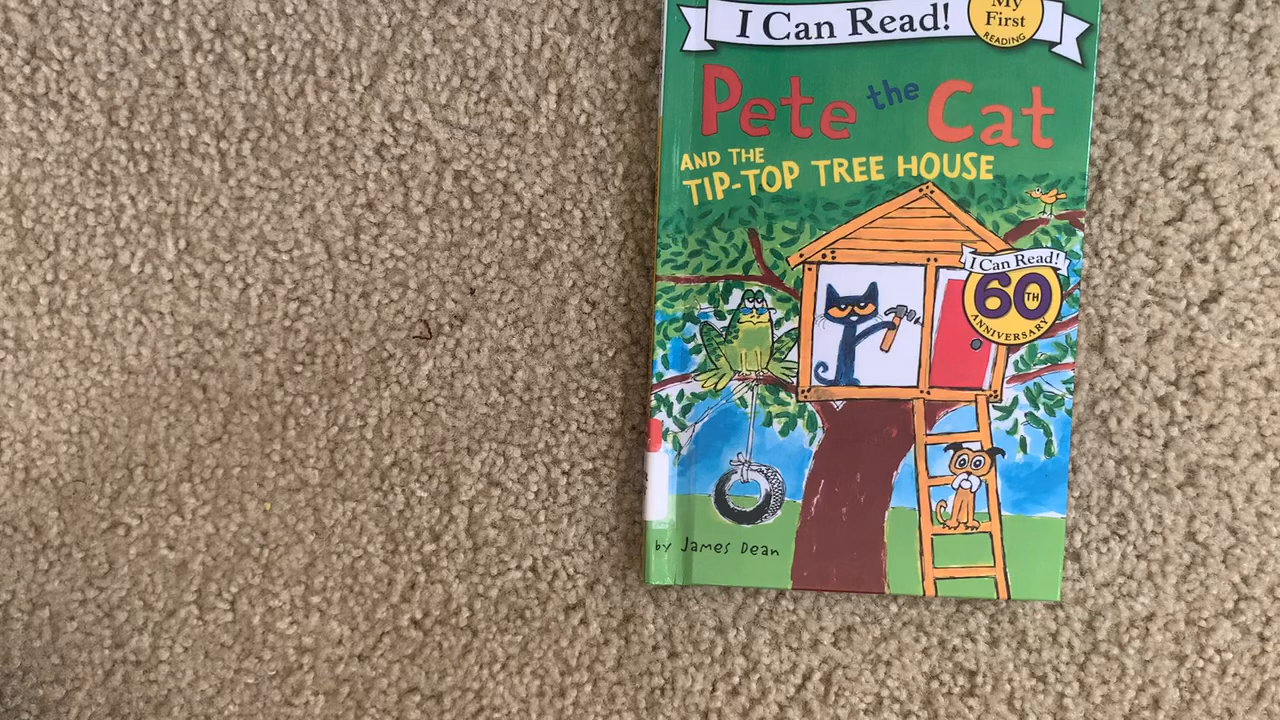 I Can Read!
My
First
READING
Pete the Cat
AND THE
TIP-TOP TREE HOUSE
I Can Read!
60TH
ANNIVERSARY
by James Dean